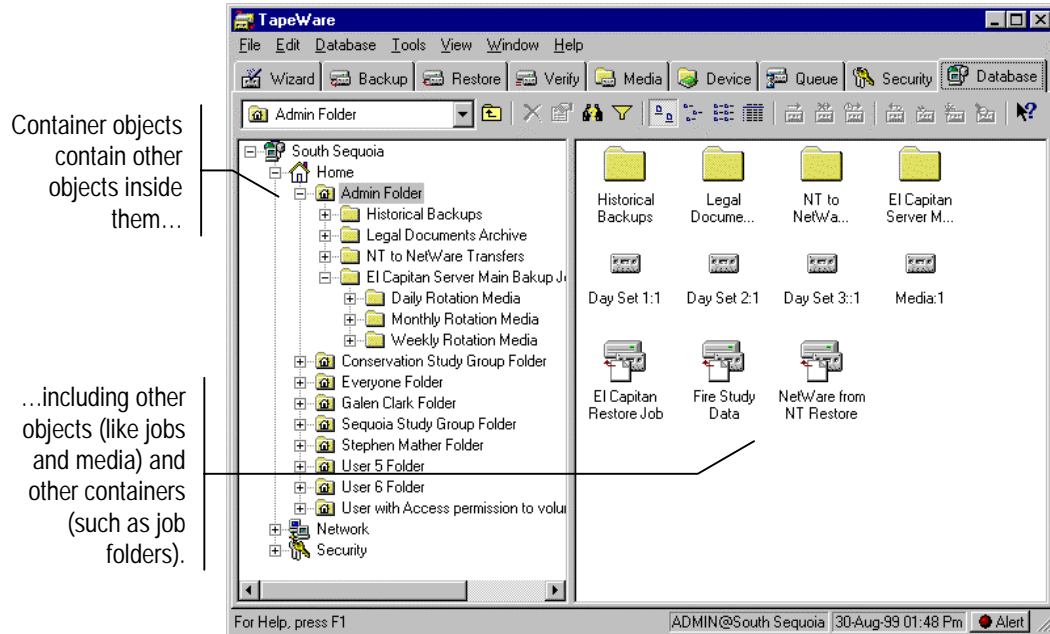 TapeWare
File Edit Database Tools View Window Help
Wizard Backup Restore Verify Media Device Queue Security Database
Admin Folder
Container objects
contain other
objects inside
them…
…including other
objects (like jobs
and media) and
other containers
(such as job
folders).
South Sequoia
Home
Admin Folder
Historical Backups
Legal Documents Archive
NT to NetWare Transfers
El Capitan Server Main Bakup J
Daily Rotation Media
Monthly Rotation Media
Weekly Rotation Media
Conservation Study Group Folder
Everyone Folder
Galen Clark Folder
Sequoia Study Group Folder
Stephen Mather Folder
User 5 Folder
User 6 Folder
User with Access permission to volu
Network
Security
Historical
Backups
Legal
Docume...
NT to
NetWa...
El Capitan
Server M...
Day Set 1:1
Day Set 2:1
Day Set 3::1
Media:1
El Capitan
Restore Job
Fire Study
Data
NetWare from
NT Restore
For Help, press F1
ADMIN@South Sequoia 30-Aug-99 01:48 Pm Alert